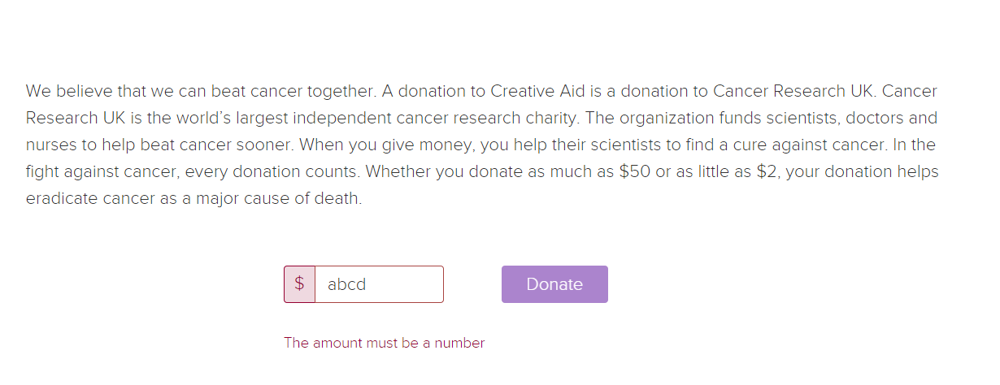 We believe that we can beat cancer together. A donation to Creative Aid is a donation to Cancer Research UK. Cancer
Research UK is the world's largest independent cancer research charity. The organization funds scientists, doctors and
nurses to help beat cancer sooner. When you give money, you help their scientists to find a cure against cancer. In the
fight against cancer, every donation counts. Whether you donate as much as $50 or as little as $2, your donation helps
eradicate cancer as a major cause of death.
$ abcd Donate
The amount must be a number